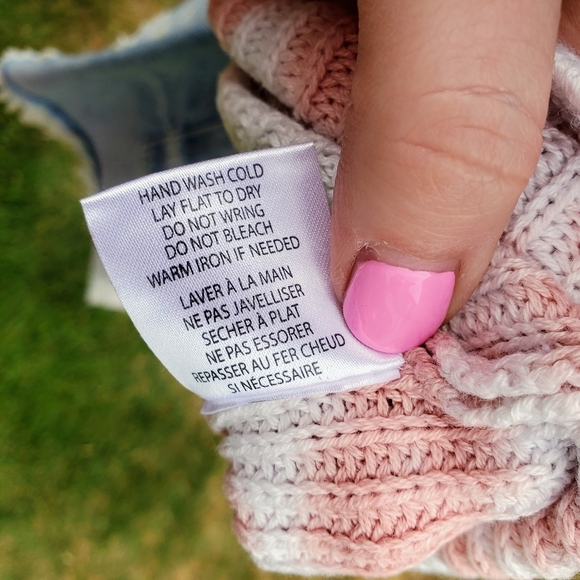 HAND WASH COLD
LAY FLAT TO DRY
DO NOT WRING
DO NOT BLEACH
WARM IRON IF NEEDED
LAVER À LA MAIN
NE PAS JAVELLISER
SECHER À PLAT
NE PAS ESSORER
REPASSER AU FER CHEUD
SI NÉCESSAIRE